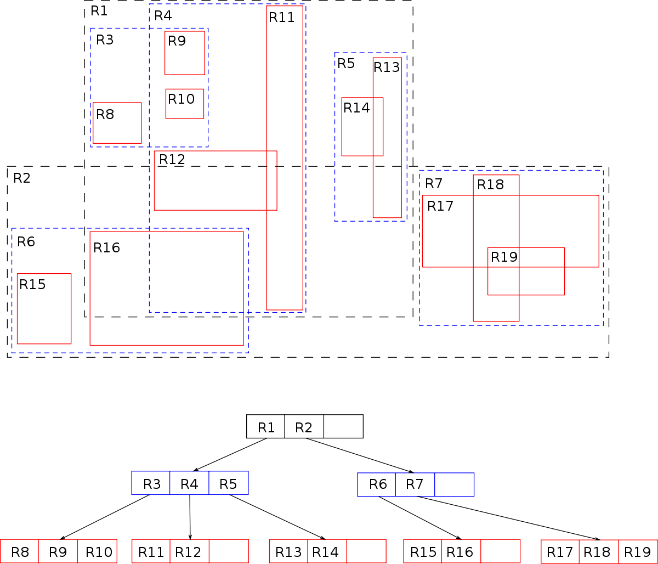 R1
R4
R11
R3
R9
R5
R13
R10
R14
R8
R12
R2
R7
R18
R17
R6
R16
R19
R15
R1 R2
R3 R4 R5
R6 R7
R8 R9 R10
R11 R12
R13 R14
R15 R16
R17 R18 R19